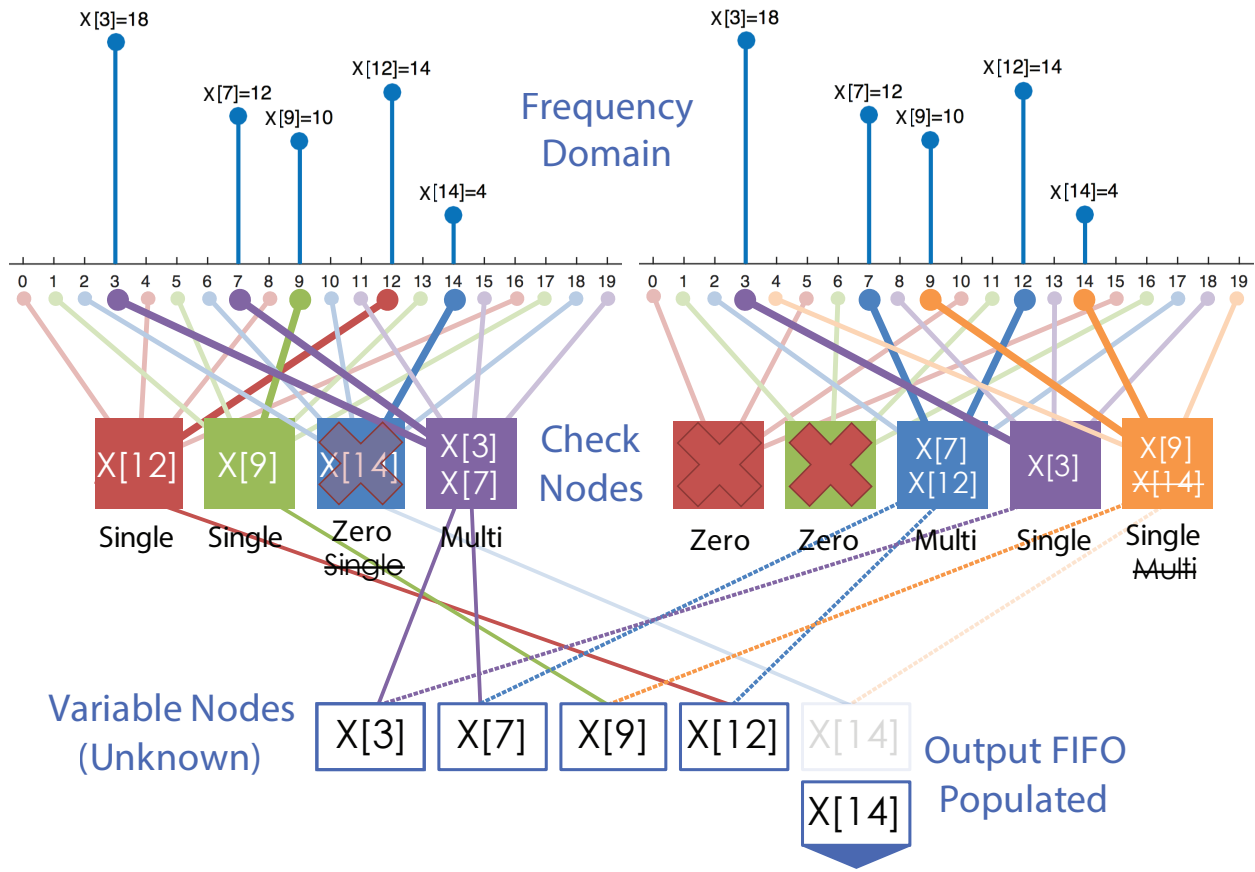 X[3]=18
X[7]=12
X[9]=10
X[12]=14
X[14]=4
Frequency
Domain
X[3]=18
X[7]=12
X[9]=10
X[12]=14
X[14]=4
0 1 2 3 4 5 6 7 8 9 10 11 12 13 14 15 16 17 18 19
0 1 2 3 4 5 6 7 8 9 10 11 12 13 14 15 16 17 18 19
X[12]
X[9]
X[14]
X[3]
X[7]
Check
Nodes
X[7]
X[12]
X[3]
X[9]
X[14]
Single
Single
Zero
Single
Multi
Zero
Zero
Multi
Single
Single
Multi
Variable Nodes
(Unknown)
X[3]
X[7]
X[9]
X[12]
X[14]
Output FIFO
Populated
X[14]